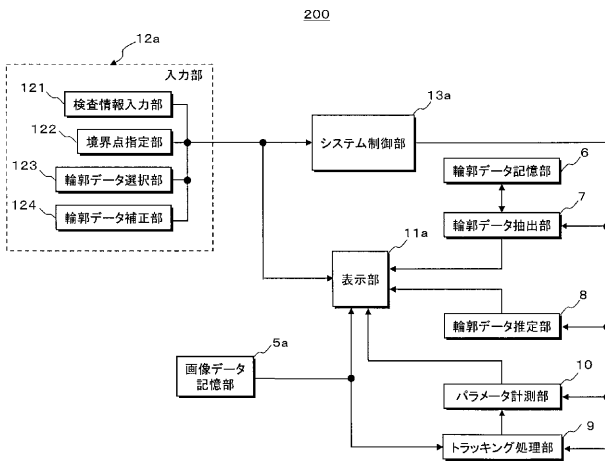 200
12a
入力部
121
検査情報入力部
122
境界点指定部
123
輪郭データ選択部
124
輪郭データ補正部
13a
システム制御部
6
輪郭データ記憶部
7
輪郭データ抽出部
11a
表示部
8
輪郭データ推定部
5a
画像データ
記憶部
10
パラメータ計測部
9
トラッキング処理部